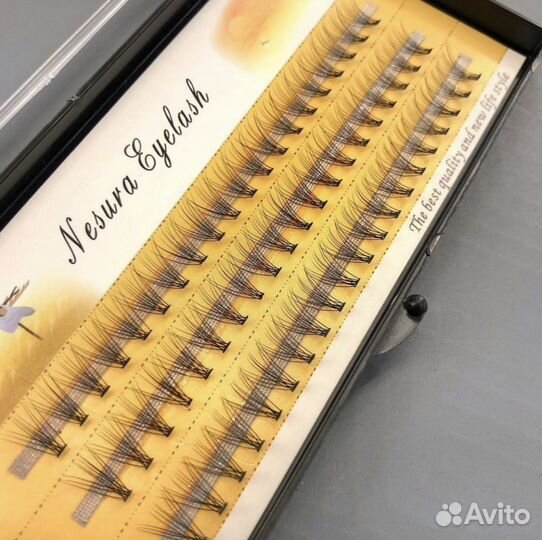 Nesura Eyelash
The best quality and new life style
Avito